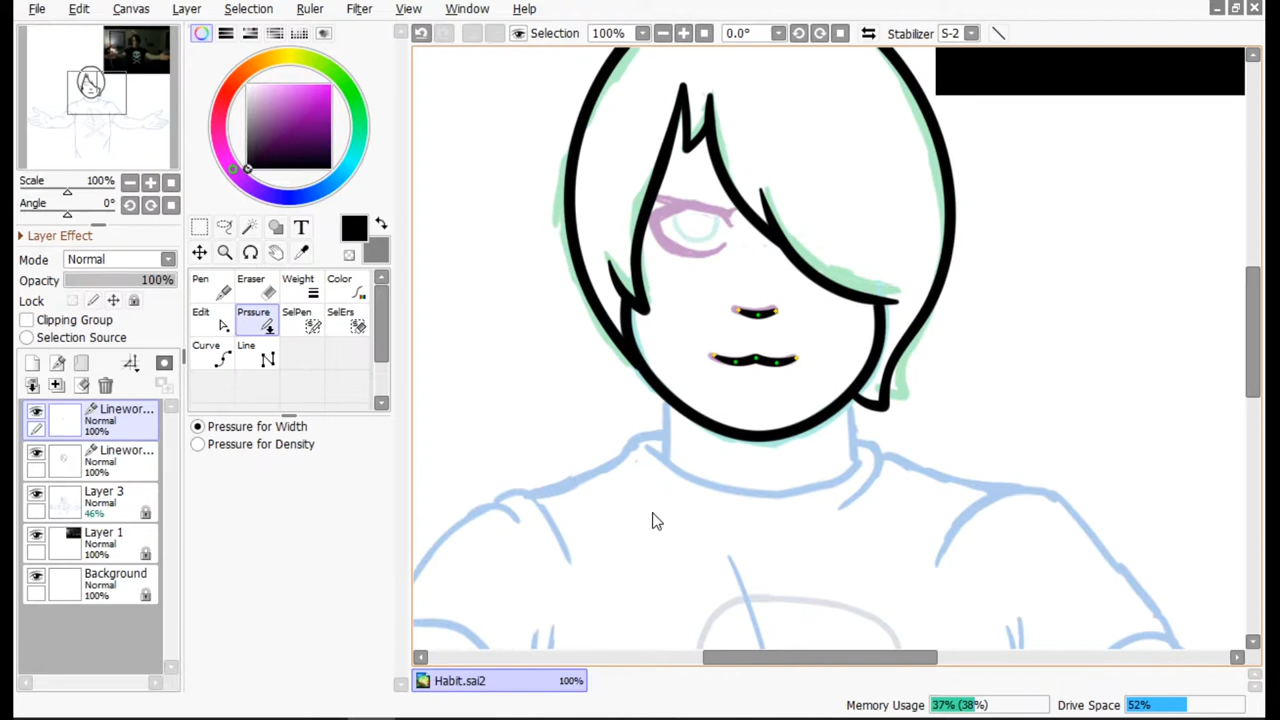 File Edit Canvas Layer Selection Ruler Filter View Window Help
Selection 100% 0.0° Stabilizer S-2
Scale 100%
Angle 0°
Layer Effect
Mode Normal
Opacity 100%
Lock
Clipping Group
Selection Source
T
Pen Eraser Weight Color
Edit Prssure SelPen SelErs
Curve Line
Pressure for Width
Pressure for Density
Linewor...
Normal
100%
Linewor...
Normal
100%
Layer 3
Normal
46%
Layer 1
Normal
100%
Background
Normal
100%
Habit.sai2 100%
Memory Usage 37% (38%) Drive Space 52%